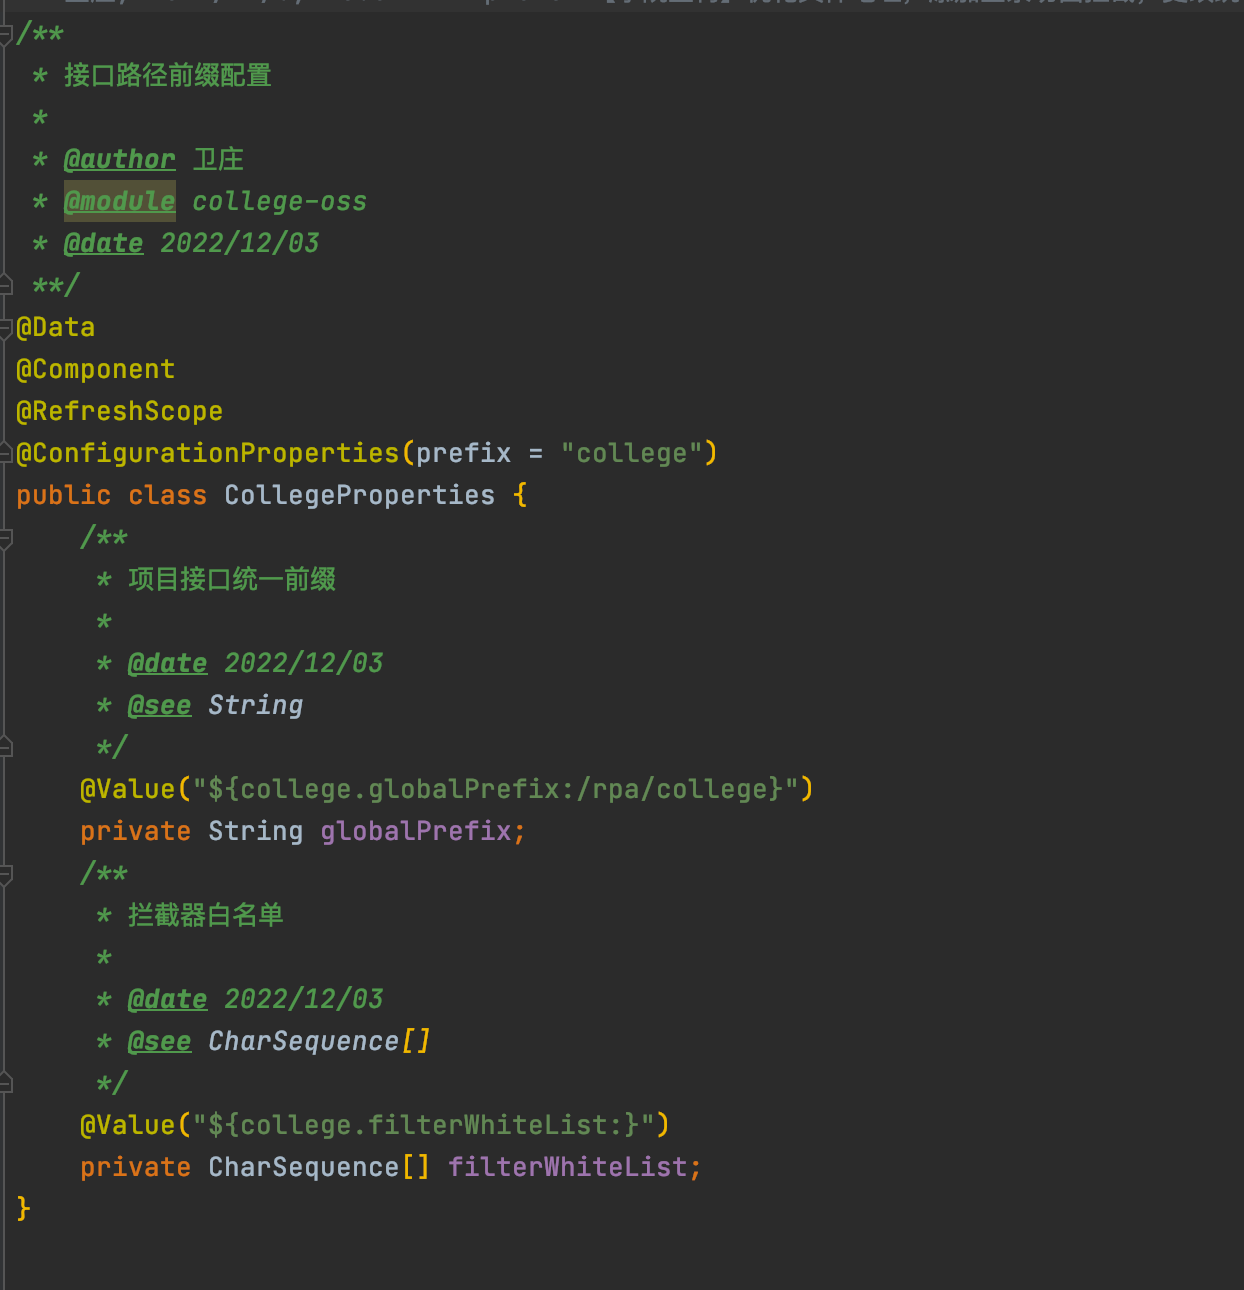 /**
 * 接口路径前缀配置
 *
 * @author 卫庄
 * @module college-oss
 * @date 2022/12/03
 **/
@Data
@Component
@RefreshScope
@ConfigurationProperties(prefix = "college")
public class CollegeProperties {
    /**
     * 项目接口统一前缀
     *
     * @date 2022/12/03
     * @see String
     */
    @Value("${college.globalPrefix:/rpa/college}")
    private String globalPrefix;
    /**
     * 拦截器白名单
     *
     * @date 2022/12/03
     * @see CharSequence[]
     */
    @Value("${college.filterWhiteList:}")
    private CharSequence[] filterWhiteList;
}